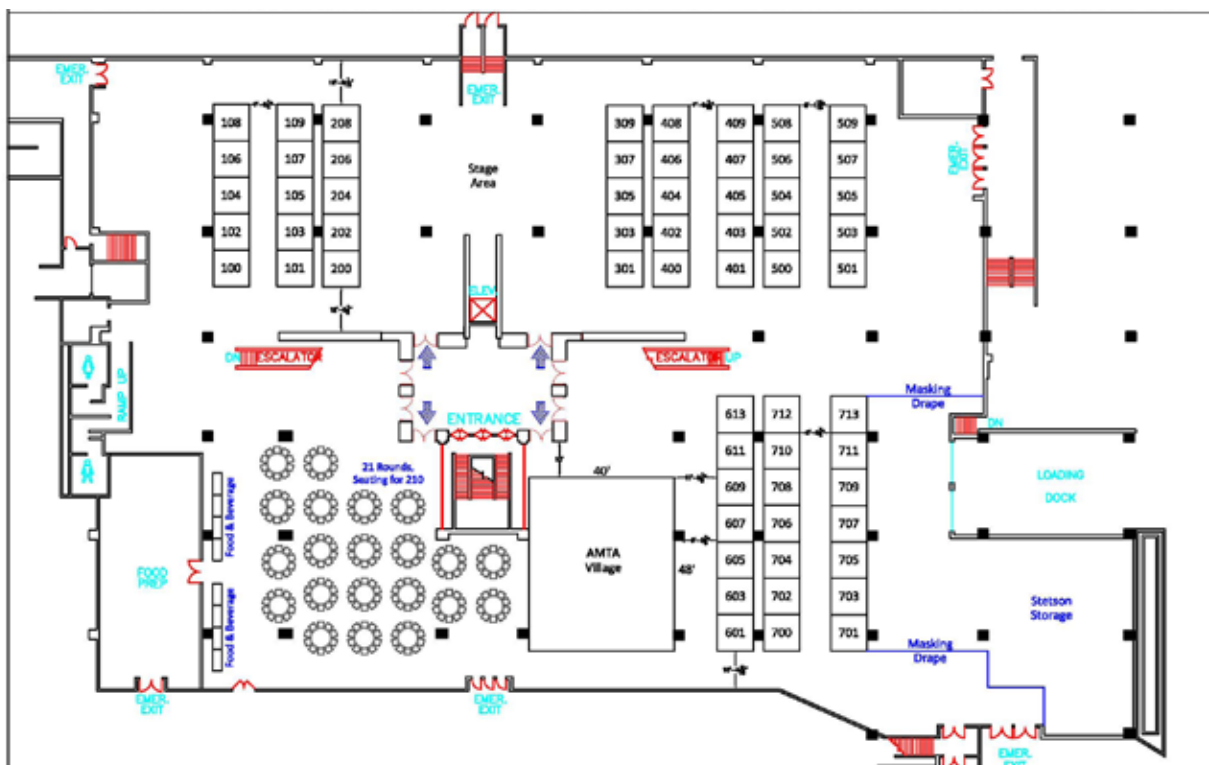 EMER.
EXIT
EMER.
EXIT
108
109
208
309
408
409
508
509
106
107
206
307
406
407
506
507
EMER.
EXIT
Stage
Area
104
105
204
305
404
405
504
505
102
103
202
303
402
403
502
503
100
101
200
301
400
401
500
501
ELEV
DN
ESCALATOR
ESCALATOR
UP
RAMP UP
ENTRANCE
Masking
Drape
DN
613
712
713
21 Rounds,
Seating for 210
611
710
711
40'
609
708
709
LOADING
DOCK
Food & Beverage
607
706
707
FOOD
PREP
AMTA
Village
48'
605
704
705
Food & Beverage
603
702
703
Stetson
Storage
601
700
701
Masking
Drape
EMER.
EXIT
EMER.
EXIT
EMER.
EXIT